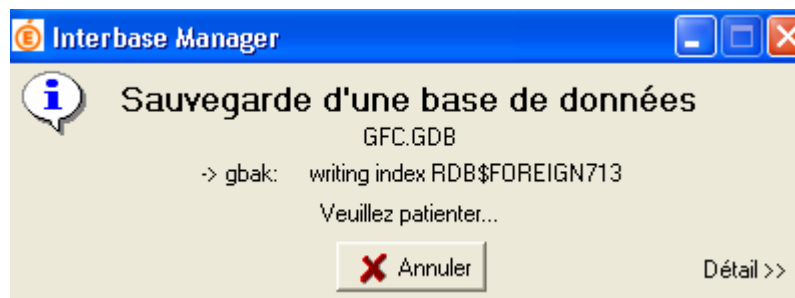 Interbase Manager
Sauvegarde d'une base de données
GFC.GDB
-> gbak: writing index RDB$FOREIGN713
Veuillez patienter...
Annuler
Détail >>